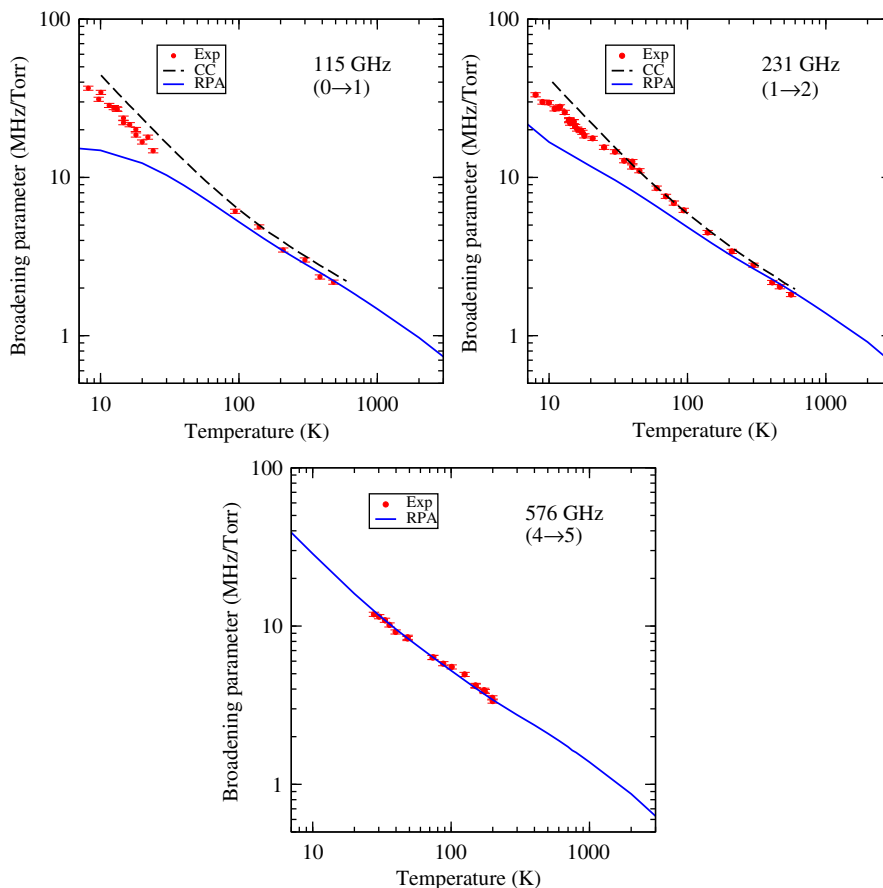 100
10
1
Broadening parameter (MHz/Torr)
Exp
CC
RPA
115 GHz
(0→1)
10
100
1000
Temperature (K)
100
10
1
Broadening parameter (MHz/Torr)
Exp
CC
RPA
231 GHz
(1→2)
10
100
1000
Temperature (K)
100
10
1
Broadening parameter (MHz/Torr)
Exp
RPA
576 GHz
(4→5)
10
100
1000
Temperature (K)